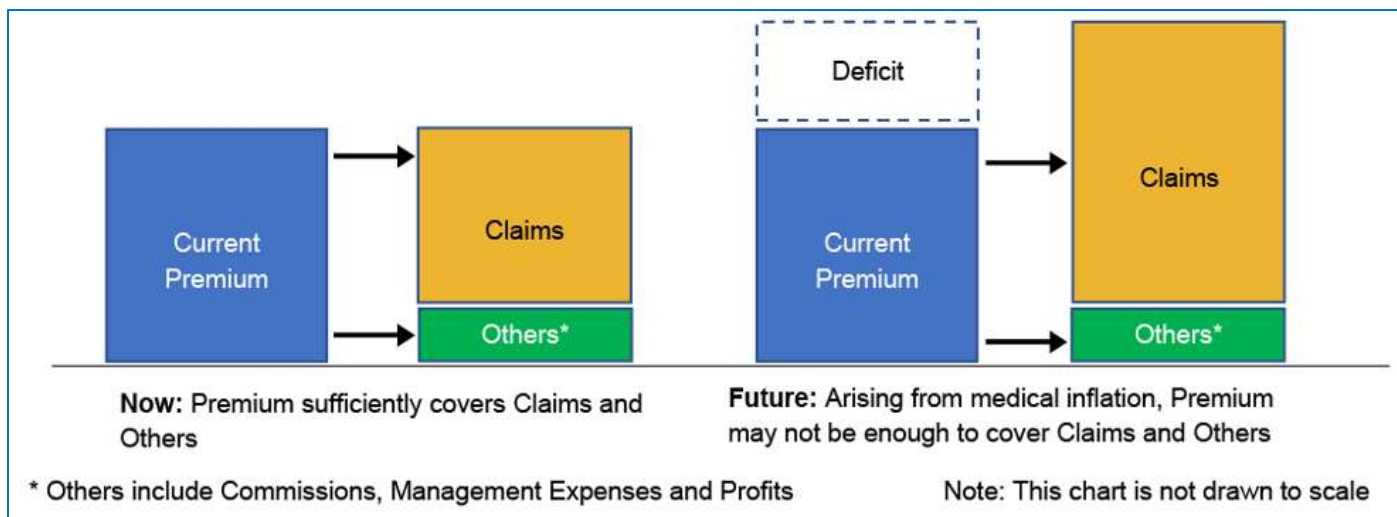 Deficit
Current
Premium
Claims
Others*
Current
Premium
Claims
Others*
Now: Premium sufficiently covers Claims and
Others
Future: Arising from medical inflation, Premium
may not be enough to cover Claims and Others
* Others include Commissions, Management Expenses and Profits
Note: This chart is not drawn to scale